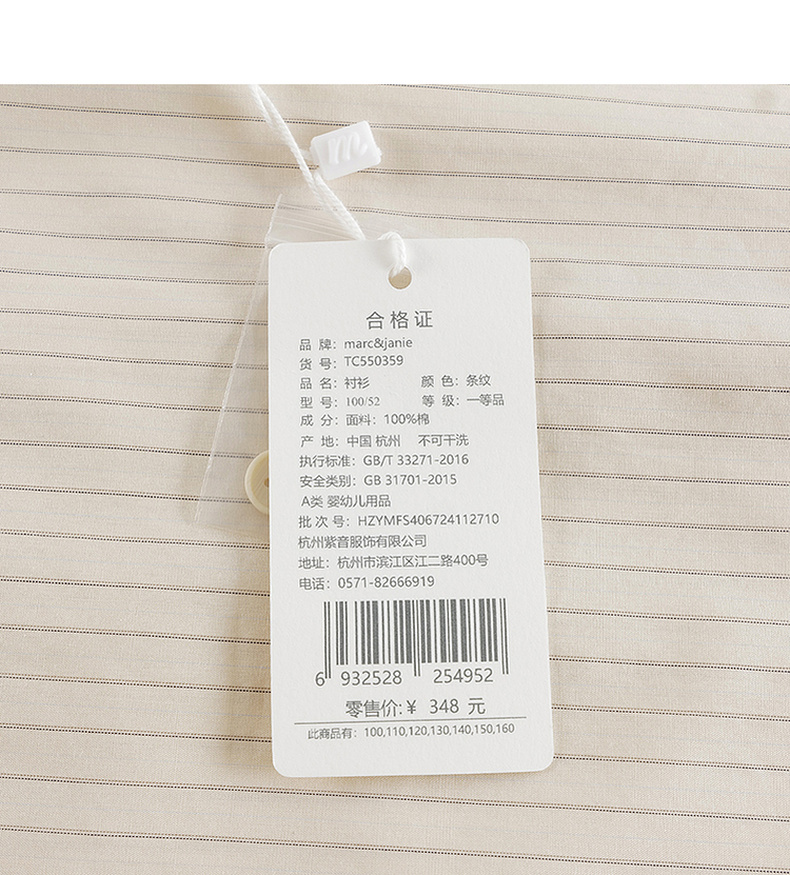 me
合格证
品 牌：marc&janie
货 号：TC550359
品 名：衬衫 颜 色：条纹
型 号：100/52 等 级：一等品
成 分：面料：100%棉
产 地：中国 杭州 不可干洗
执行标准：GB/T 33271-2016
安全类别：GB 31701-2015
A类 婴幼儿用品
批 次 号：HZYMFS406724112710
杭州紫音服饰有限公司
地址：杭州市滨江区江二路400号
电话：0571-82666919
6 932528 254952
零售价:¥ 348 元
此商品有：100,110,120,130,140,150,160